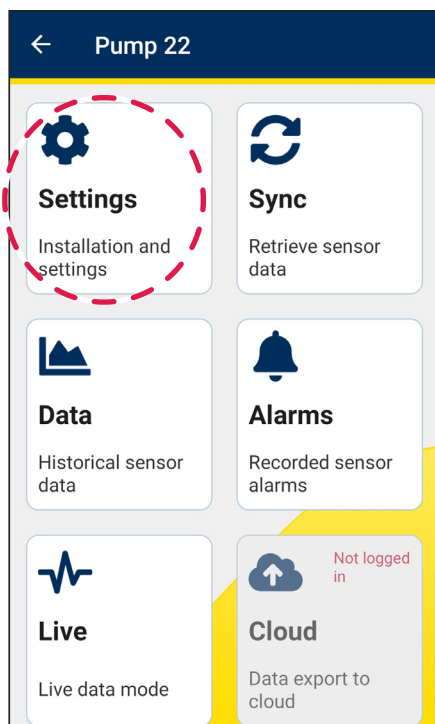 Pump 22
Settings
Installation and
settings
Sync
Retrieve sensor
data
Data
Historical sensor
data
Alarms
Recorded sensor
alarms
Live
Live data mode
Not logged
in
Cloud
Data export to
cloud